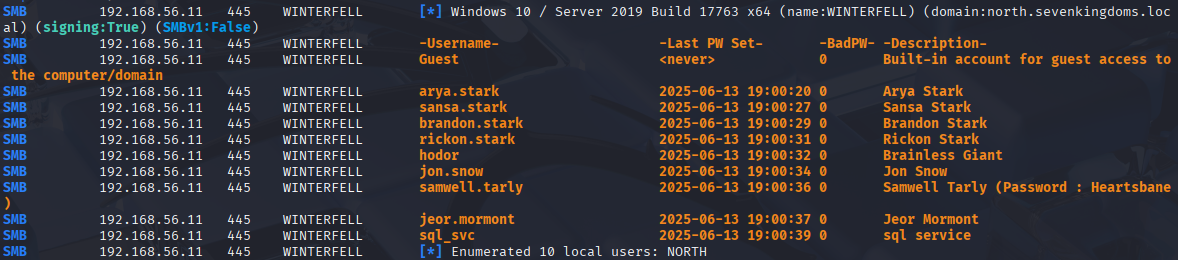 SMB 192.168.56.11 445 WINTERFELL [*] Windows 10 / Server 2019 Build 17763 x64 (name:WINTERFELL) (domain:north.sevenkingdoms.loc
al) (signing:True) (SMBv1:False)
SMB 192.168.56.11 445 WINTERFELL -Username- -Last PW Set- -BadPW- -Description-
SMB 192.168.56.11 445 WINTERFELL Guest <never> 0 Built-in account for guest access to
the computer/domain
SMB 192.168.56.11 445 WINTERFELL arya.stark 2025-06-13 19:00:20 0 Arya Stark
SMB 192.168.56.11 445 WINTERFELL sansa.stark 2025-06-13 19:00:27 0 Sansa Stark
SMB 192.168.56.11 445 WINTERFELL brandon.stark 2025-06-13 19:00:29 0 Brandon Stark
SMB 192.168.56.11 445 WINTERFELL rickon.stark 2025-06-13 19:00:31 0 Rickon Stark
SMB 192.168.56.11 445 WINTERFELL hodor 2025-06-13 19:00:32 0 Brainless Giant
SMB 192.168.56.11 445 WINTERFELL jon.snow 2025-06-13 19:00:34 0 Jon Snow
SMB 192.168.56.11 445 WINTERFELL samwell.tarly 2025-06-13 19:00:36 0 Samwell Tarly (Password : Heartsbane
)
SMB 192.168.56.11 445 WINTERFELL jeor.mormont 2025-06-13 19:00:37 0 Jeor Mormont
SMB 192.168.56.11 445 WINTERFELL sql_svc 2025-06-13 19:00:39 0 sql service
SMB 192.168.56.11 445 WINTERFELL [*] Enumerated 10 local users: NORTH